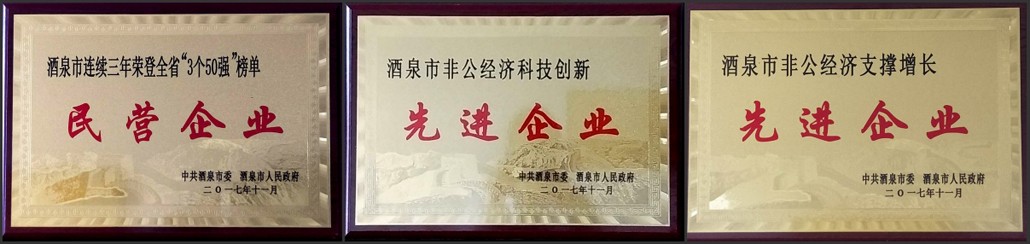 酒泉市连续三年荣登全省“3个50强”榜单
民营企业
中共酒泉市委 酒泉市人民政府
二〇一七年十一月
酒泉市非公经济科技创新
先进企业
中共酒泉市委 酒泉市人民政府
二〇一七年十一月
酒泉市非公经济支撑增长
先进企业
中共酒泉市委 酒泉市人民政府
二〇一七年十一月